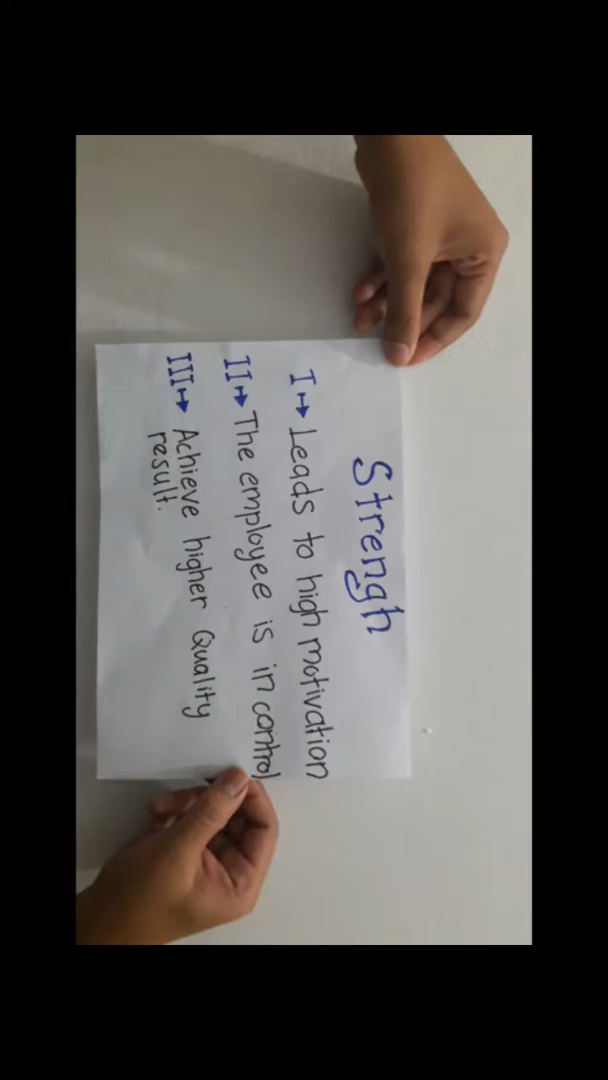 Strengh
I→ Leads to high motivation
II→ The employee is in control
III→ Achieve higher Quality
result.